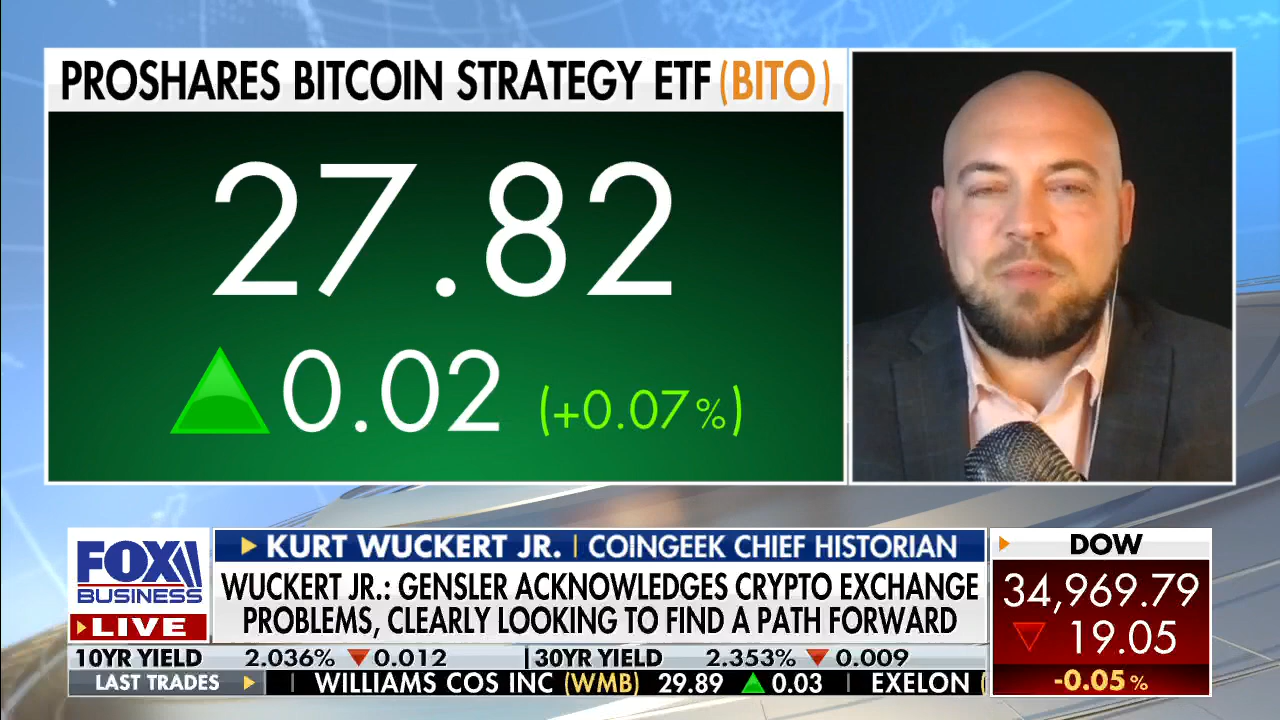 PROSHARES BITCOIN STRATEGY ETF (BITO)
27.82
0.02 (+0.07%)
FOX
BUSINESS
LIVE
KURT WUCKERT JR. | COINGEEK CHIEF HISTORIAN
WUCKERT JR.: GENSLER ACKNOWLEDGES CRYPTO EXCHANGE
PROBLEMS, CLEARLY LOOKING TO FIND A PATH FORWARD
DOW
34,969.79
19.05
-0.05%
10YR YIELD 2.036% 0.012 | 30YR YIELD 2.353% 0.009
LAST TRADES | WILLIAMS COS INC (WMB) 29.89 0.03 | EXELON (